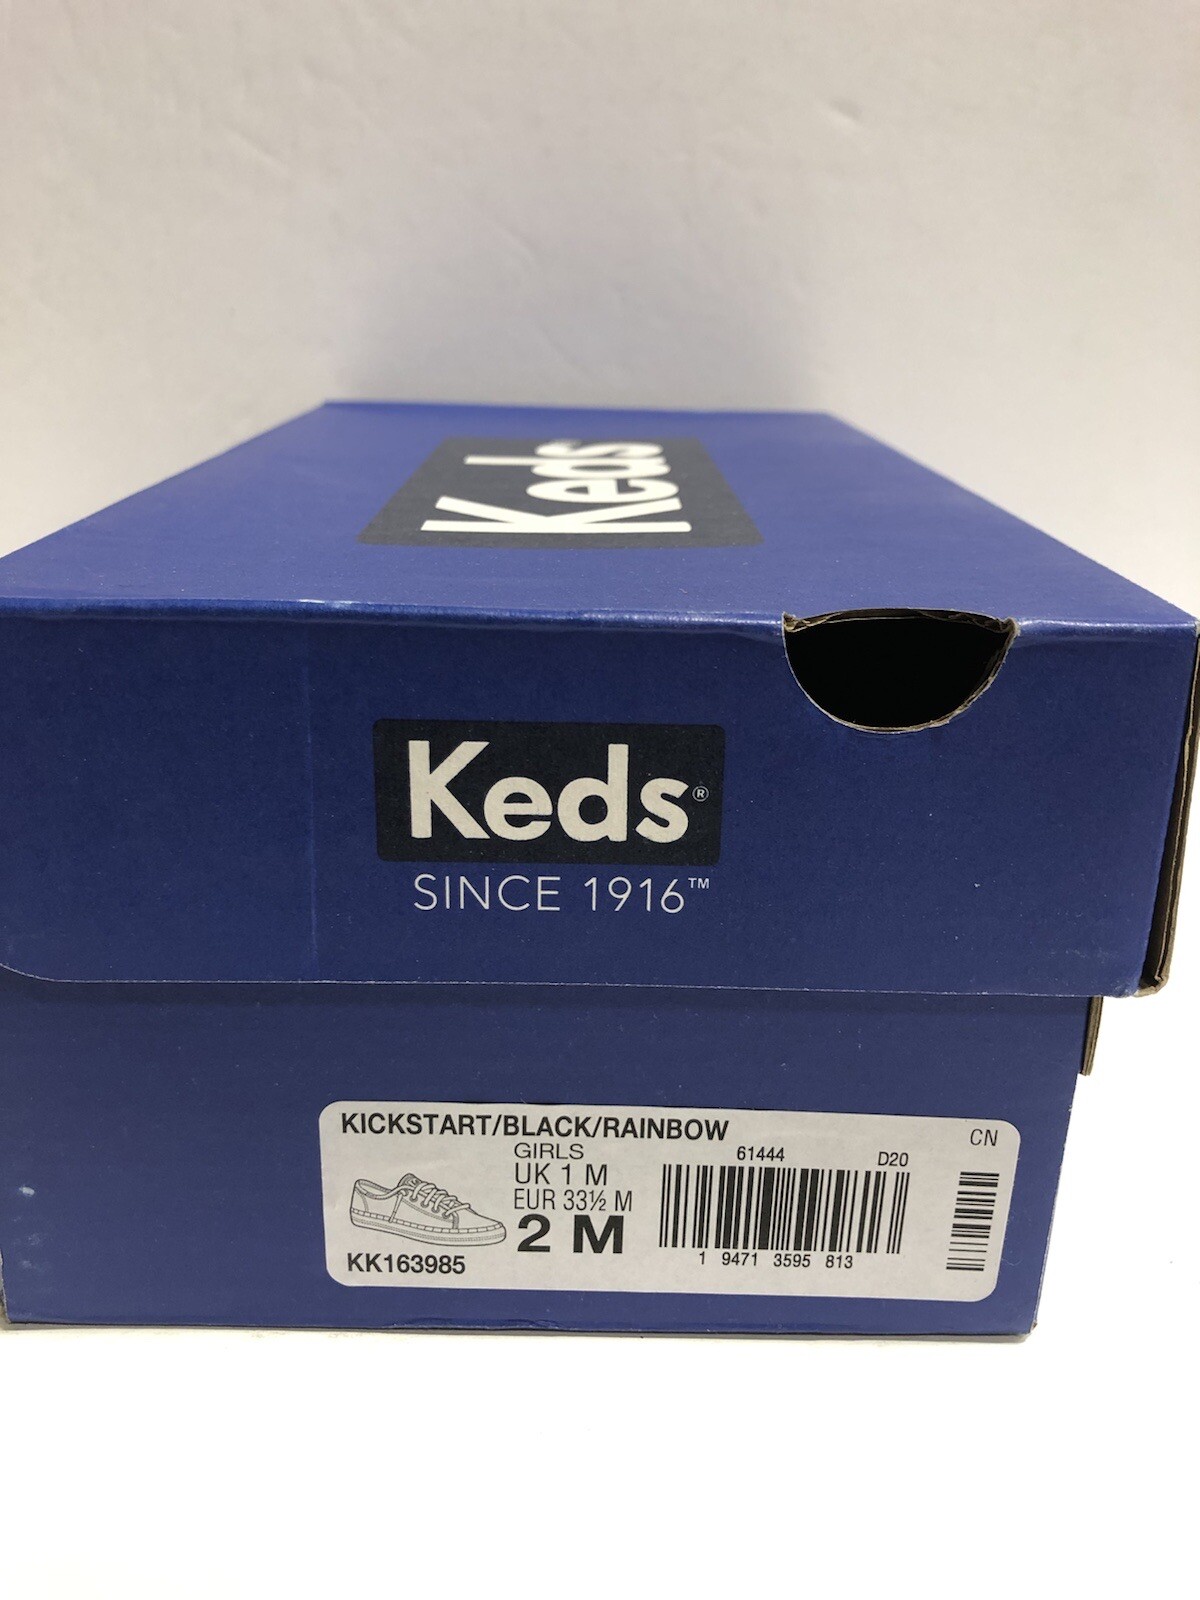 Keds
Keds®
SINCE 1916™
KICKSTART/BLACK/RAINBOW
CN
GIRLS
61444
D20
UK 1 M
EUR 33½ M
2 M
1 9471 3595 813
KK163985